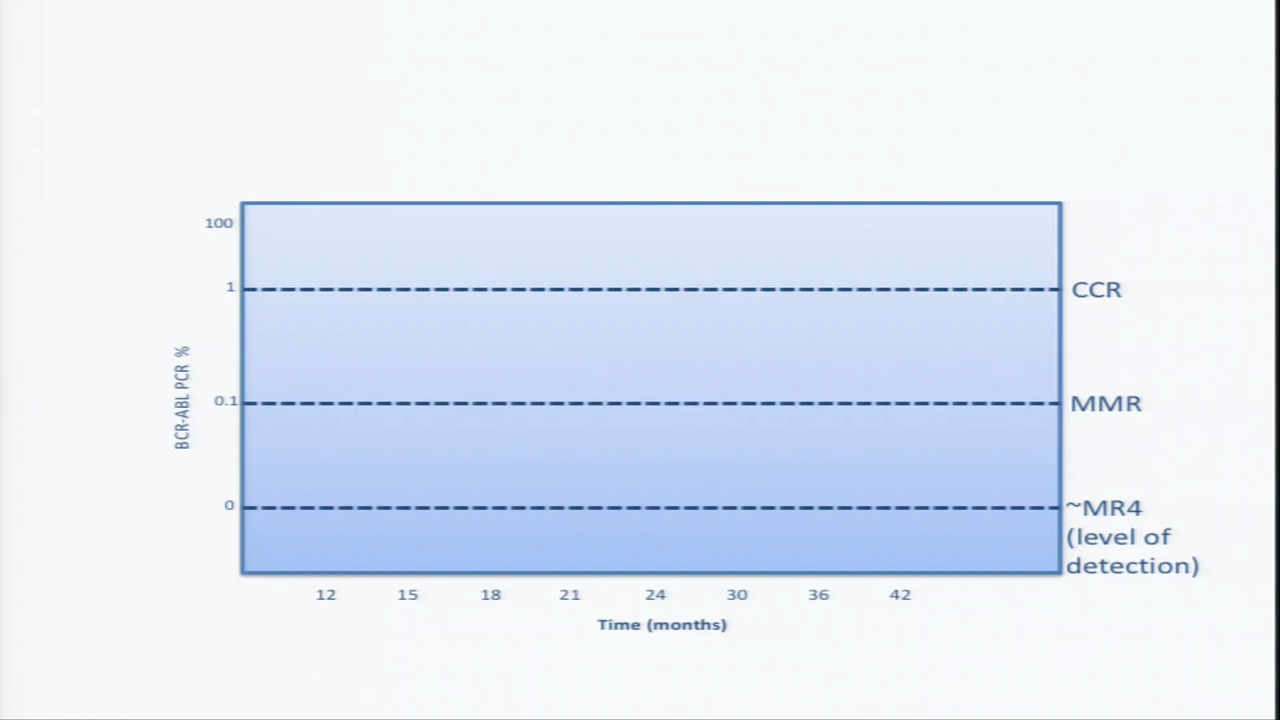 100
1
CCR
BCR-ABL PCR %
0.1
MMR
0
~MR4
(level of
detection)
12 15 18 21 24 30 36 42
Time (months)